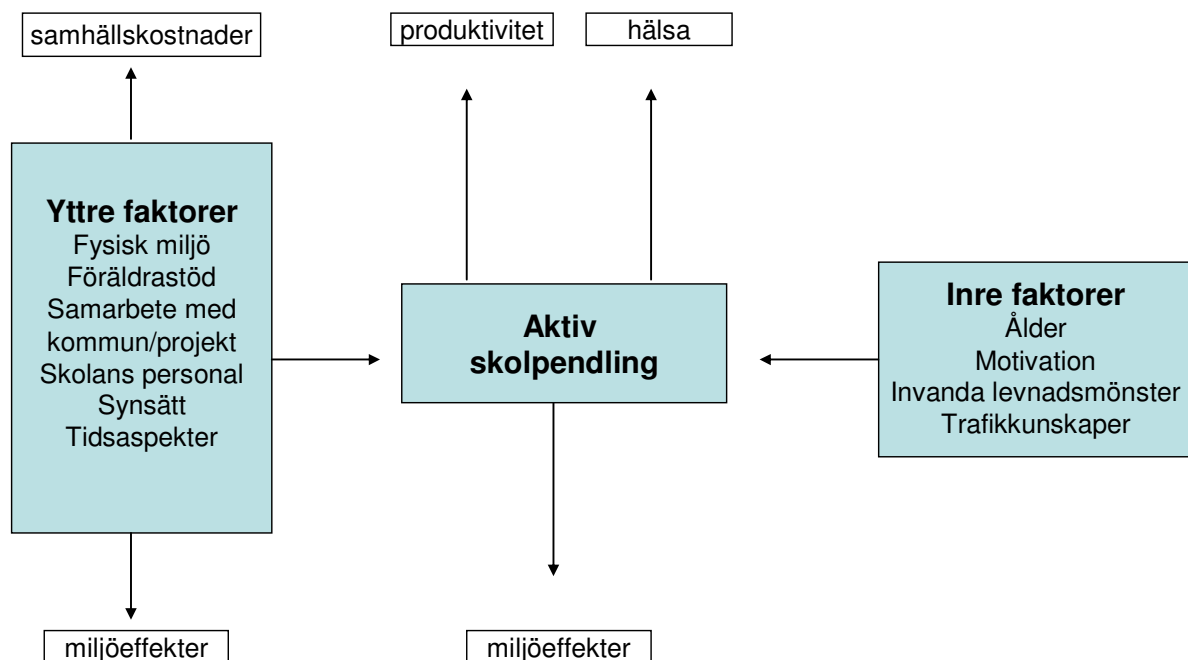 samhällskostnader
produktivitet
hälsa
Yttre faktorer
Fysisk miljö
Föräldrastöd
Samarbete med
kommun/projekt
Skolans personal
Synsätt
Tidsaspekter
Aktiv
skolpendling
Inre faktorer
Ålder
Motivation
Invanda levnadsmönster
Trafikkunskaper
miljöeffekter
miljöeffekter